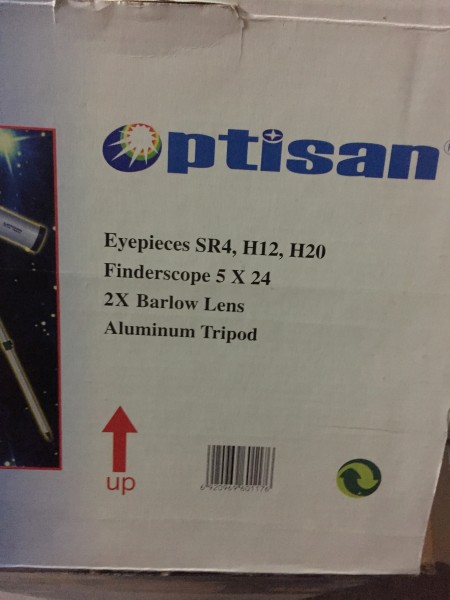 Optisan
Eyepieces SR4, H12, H20
Finderscope 5 X 24
2X Barlow Lens
Aluminum Tripod
up